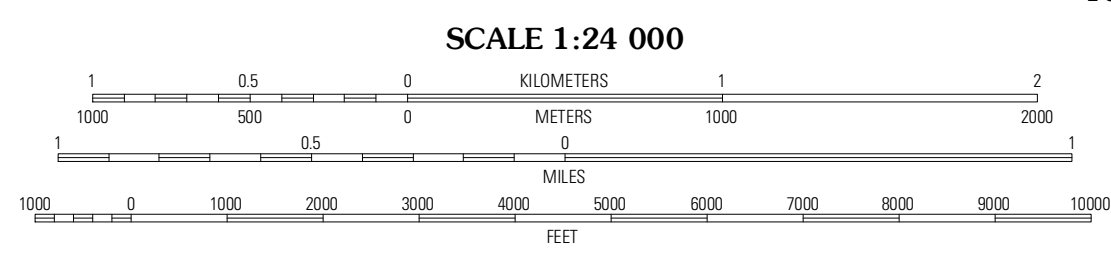 SCALE 1:24 000
1 0.5 0 KILOMETERS 1 2
1000 500 0 METERS 1000 2000
1 0.5 0 1
MILES
1000 0 1000 2000 3000 4000 5000 6000 7000 8000 9000 10000
FEET